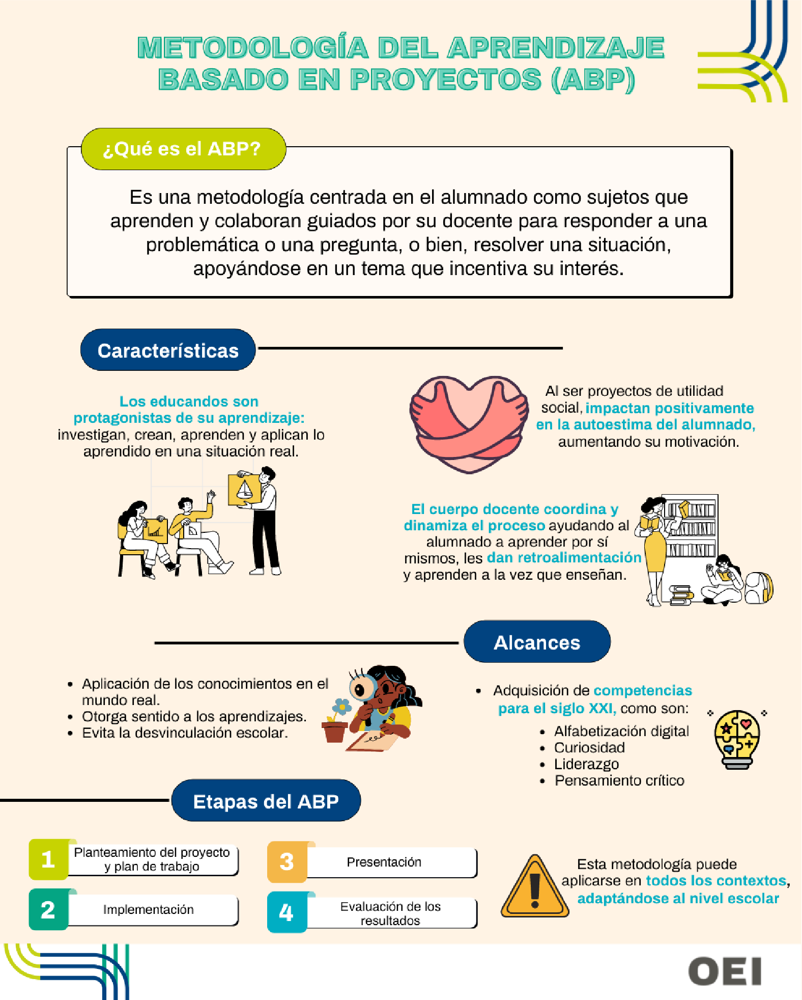 METODOLOGÍA DEL APRENDIZAJE
BASADO EN PROYECTOS (ABP)
¿Qué es el ABP?
Es una metodología centrada en el alumnado como sujetos que
aprenden y colaboran guiados por su docente para responder a una
problemática o una pregunta, o bien, resolver una situación,
apoyándose en un tema que incentiva su interés.
Características
Los educandos son
protagonistas de su aprendizaje:
investigan, crean, aprenden y aplican lo
aprendido en una situación real.
Al ser proyectos de utilidad
social, impactan positivamente
en la autoestima del alumnado,
aumentando su motivación.
El cuerpo docente coordina y
dinamiza el proceso ayudando al
alumnado a aprender por sí
mismos, les dan retroalimentación
y aprenden a la vez que enseñan.
Alcances
• Aplicación de los conocimientos en el
mundo real.
• Otorga sentido a los aprendizajes.
• Evita la desvinculación escolar.
• Adquisición de competencias
para el siglo XXI, como son:
• Alfabetización digital
• Curiosidad
• Liderazgo
• Pensamiento crítico
Etapas del ABP
1
Planteamiento del proyecto
y plan de trabajo
2
Implementación
3
Presentación
4
Evaluación de los
resultados
Esta metodología puede
aplicarse en todos los contextos,
adaptándose al nivel escolar
OEI